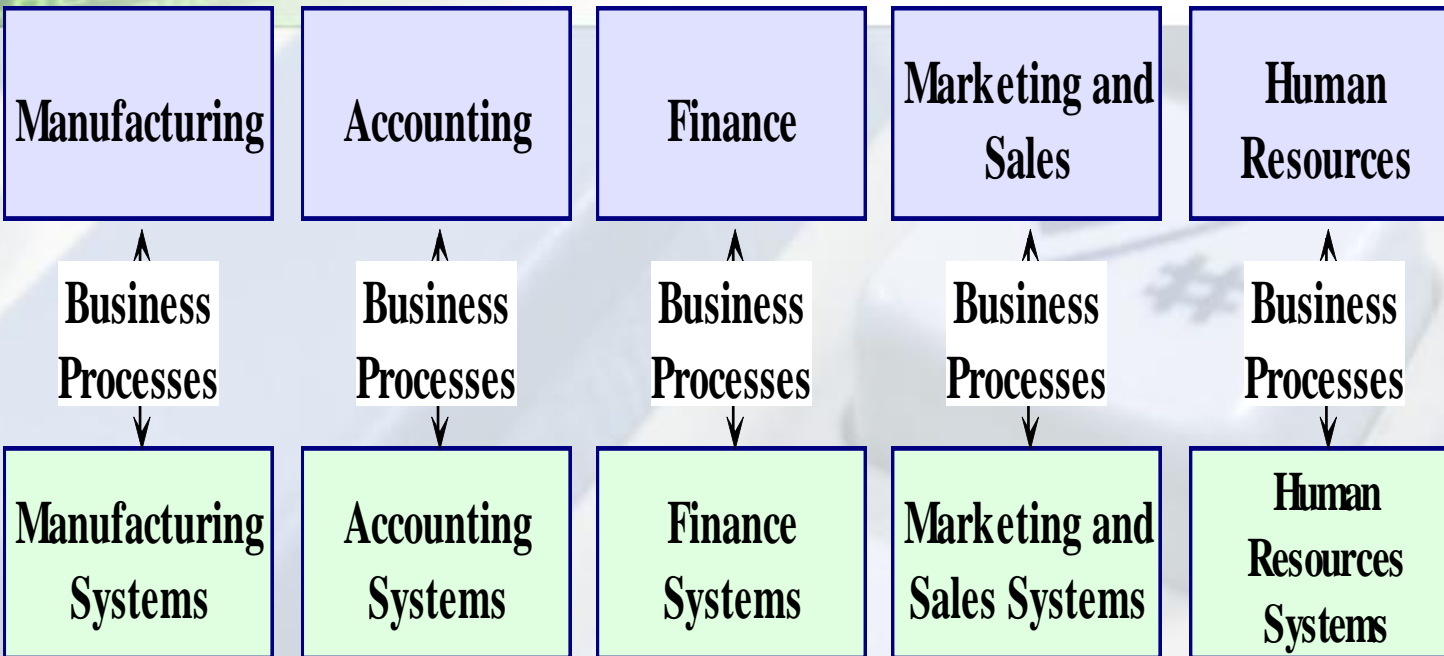 Manufacturing
Accounting
Finance
Marketing and
Sales
Human
Resources
Business
Processes
Business
Processes
Business
Processes
Business
Processes
Business
Processes
Manufacturing
Systems
Accounting
Systems
Finance
Systems
Marketing and
Sales Systems
Human
Resources
Systems
#